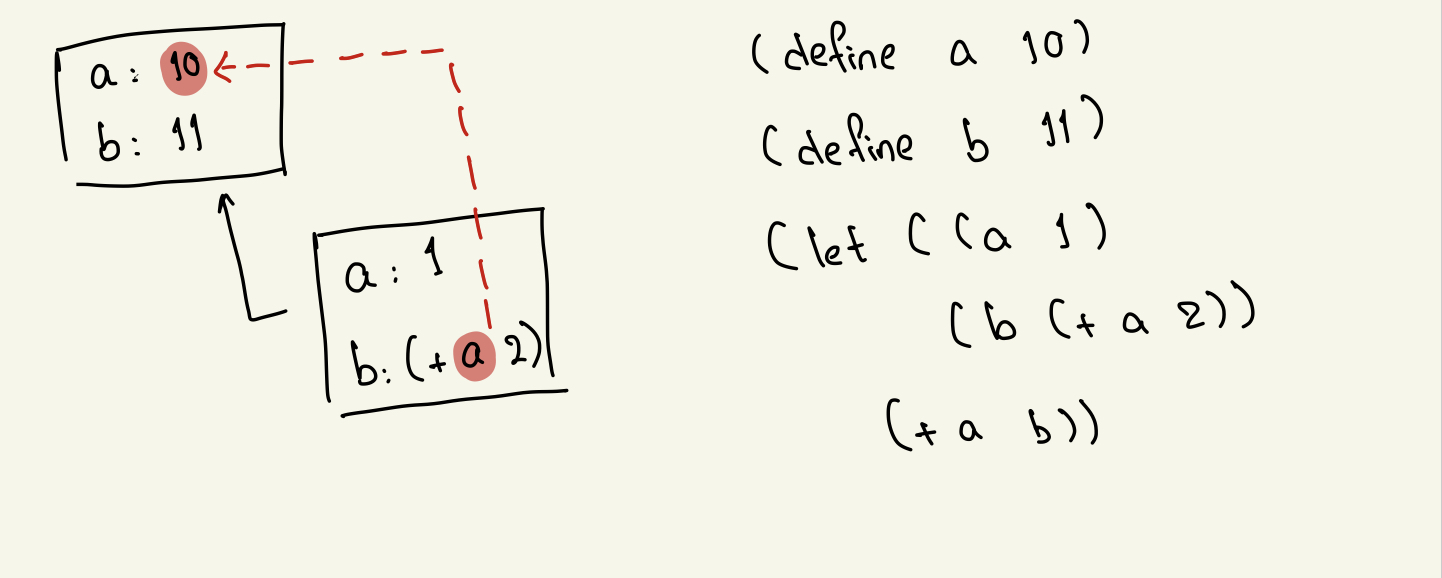 a: 10
b: 11
a: 1
b: (+ a 2)
(define a 10)
(define b 11)
(let ((a 1)
(b (+ a 2))
(+ a b))